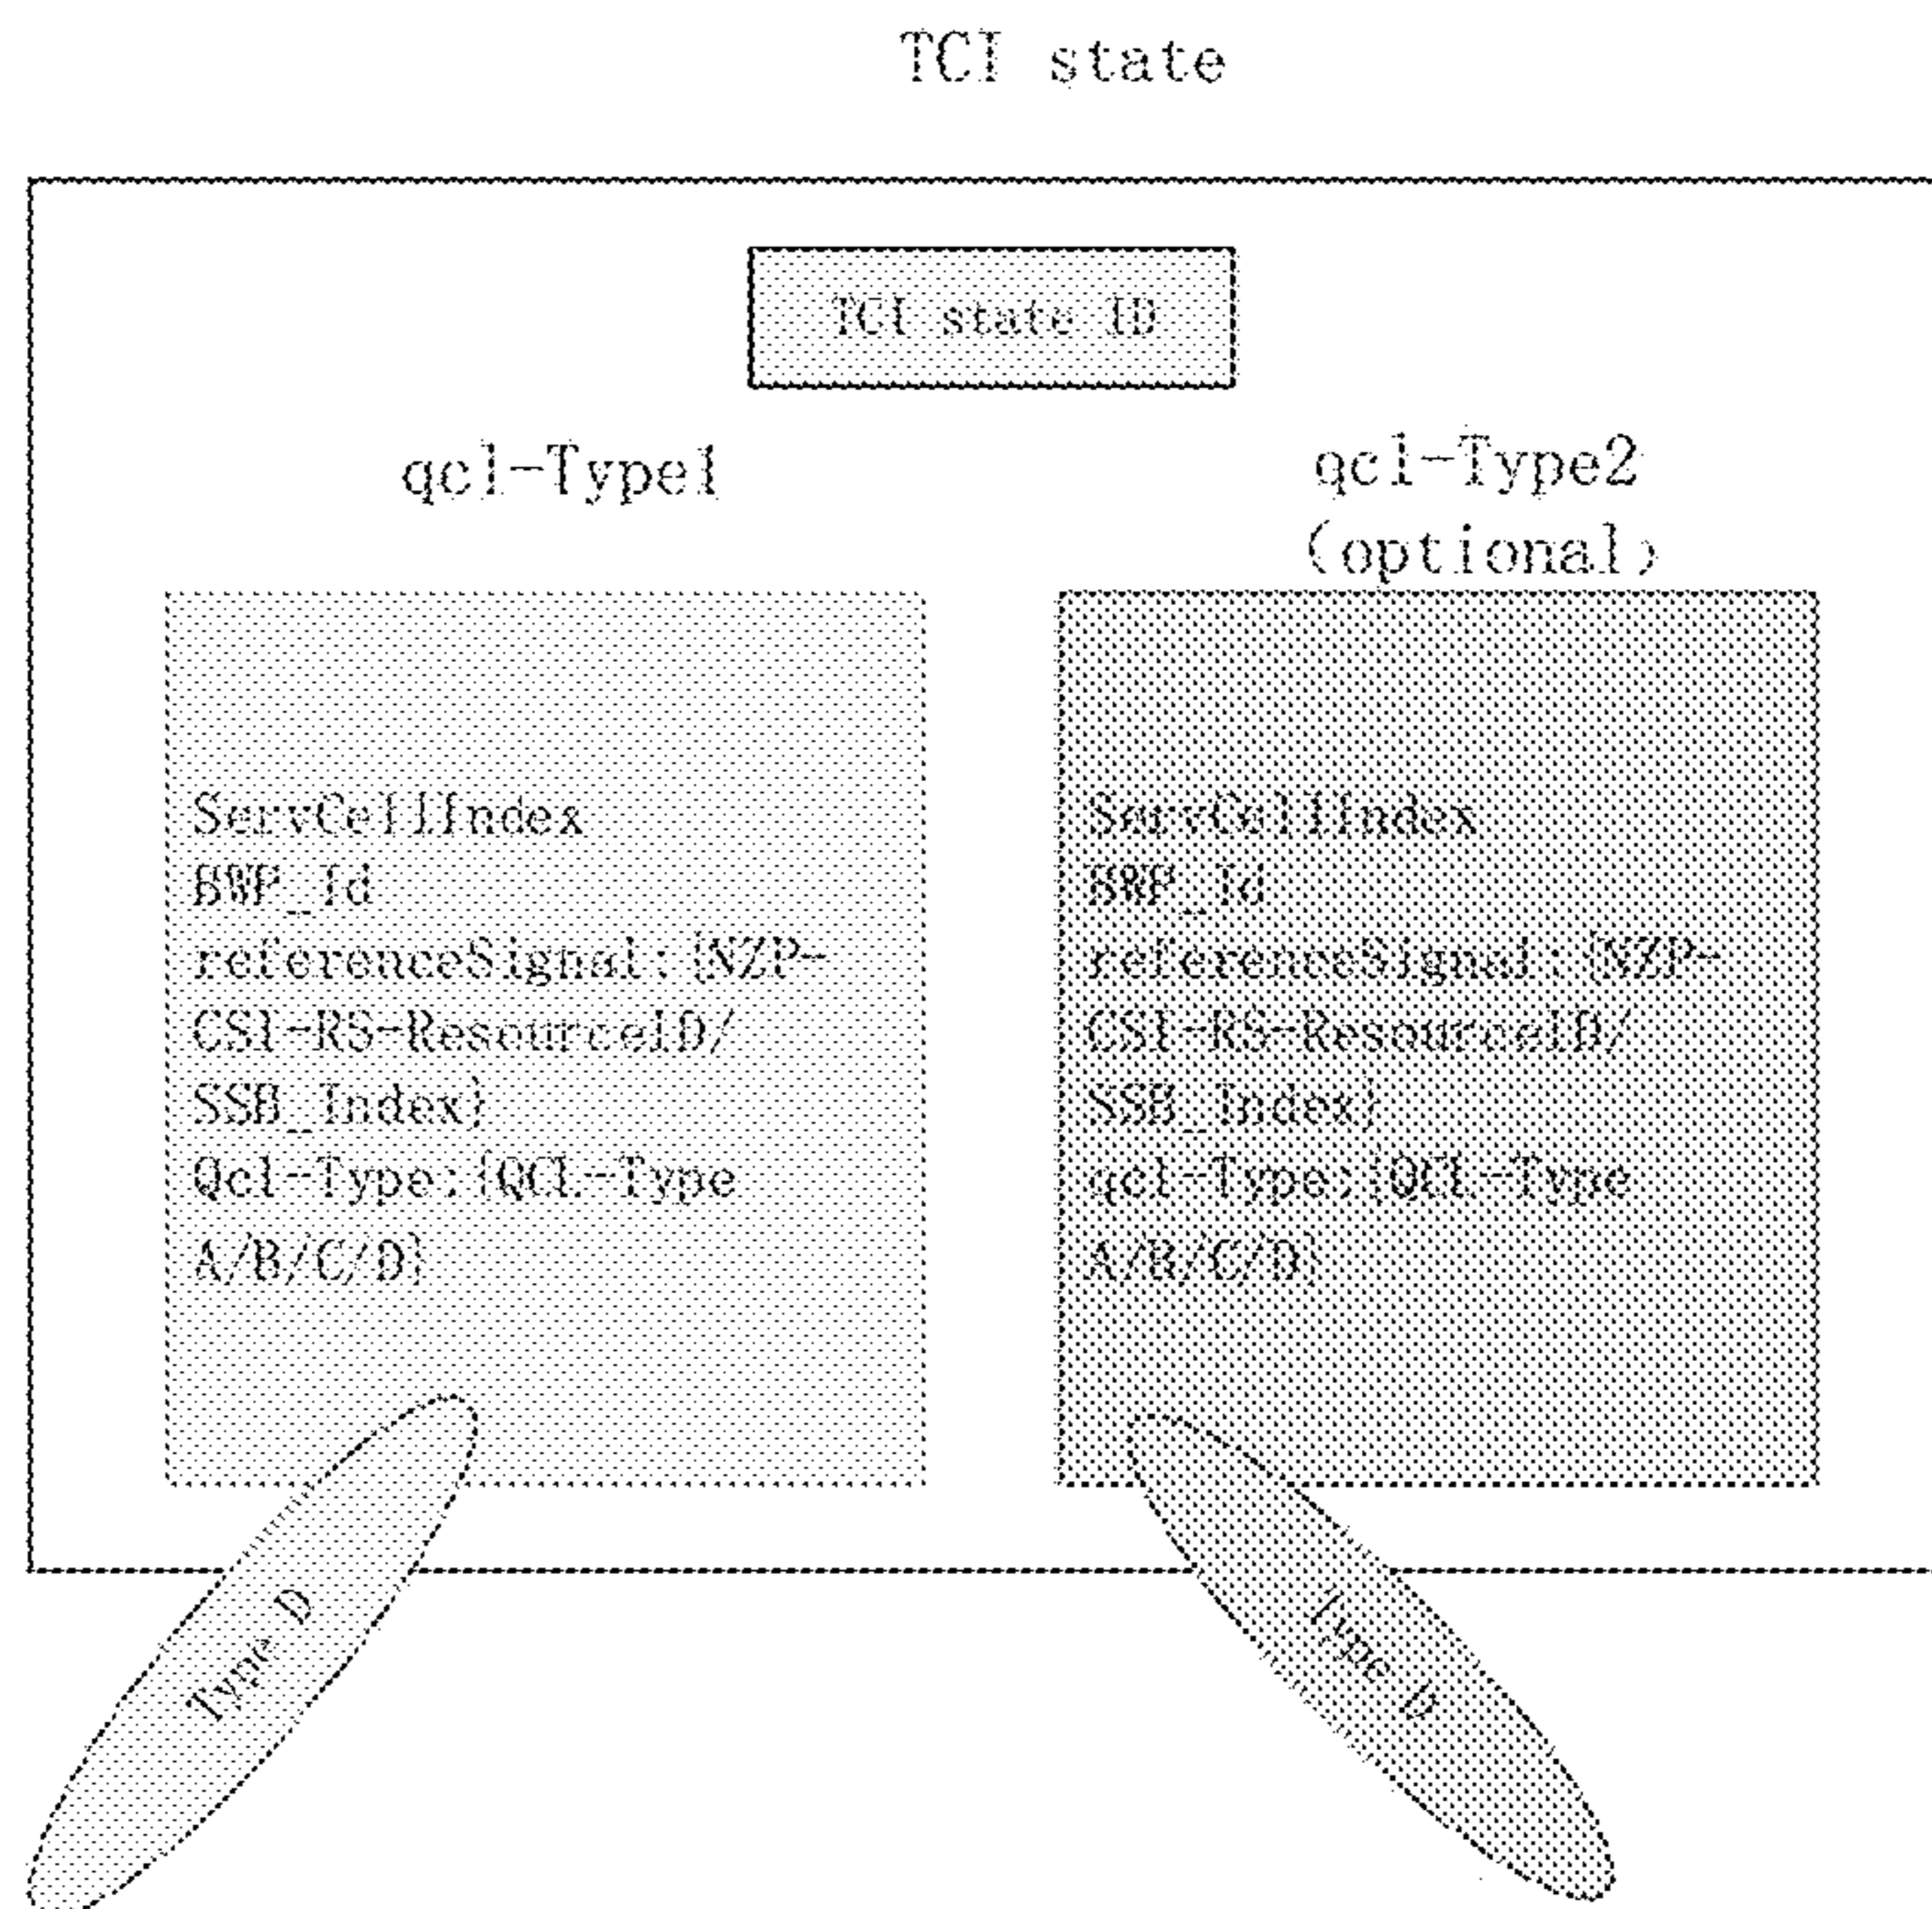 TCI state
TCI state ID
qcl-Type1
qcl-Type2
(optional)
ServCellIndex
BWP_Id
referenceSignal:{NZP-
CSI-RS-ResourceID/
SSB_Index}
Qcl-Type:{QCL-Type
A/B/C/D}
ServCellIndex
BWP_Id
referenceSignal:{NZP-
CSI-RS-ResourceID/
SSB_Index}
qcl-Type:{QCL-Type
A/B/C/D}
Type D
Type D